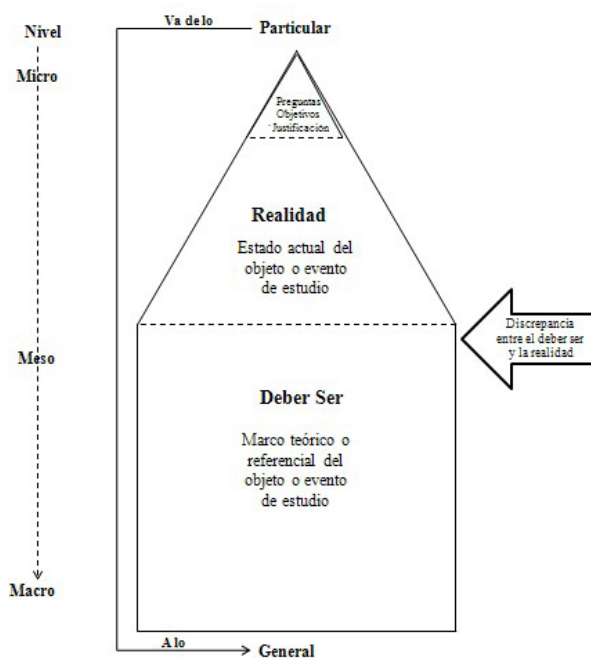 Va de lo
Nivel
Particular
Micro
Preguntas
Objetivos
Justificación
Realidad
Estado actual del
objeto o evento
de estudio
Discrepancia
entre el deber ser
y la realidad
Meso
Deber Ser
Marco teórico o
referencial del
objeto o evento
de estudio
Macro
A lo
General